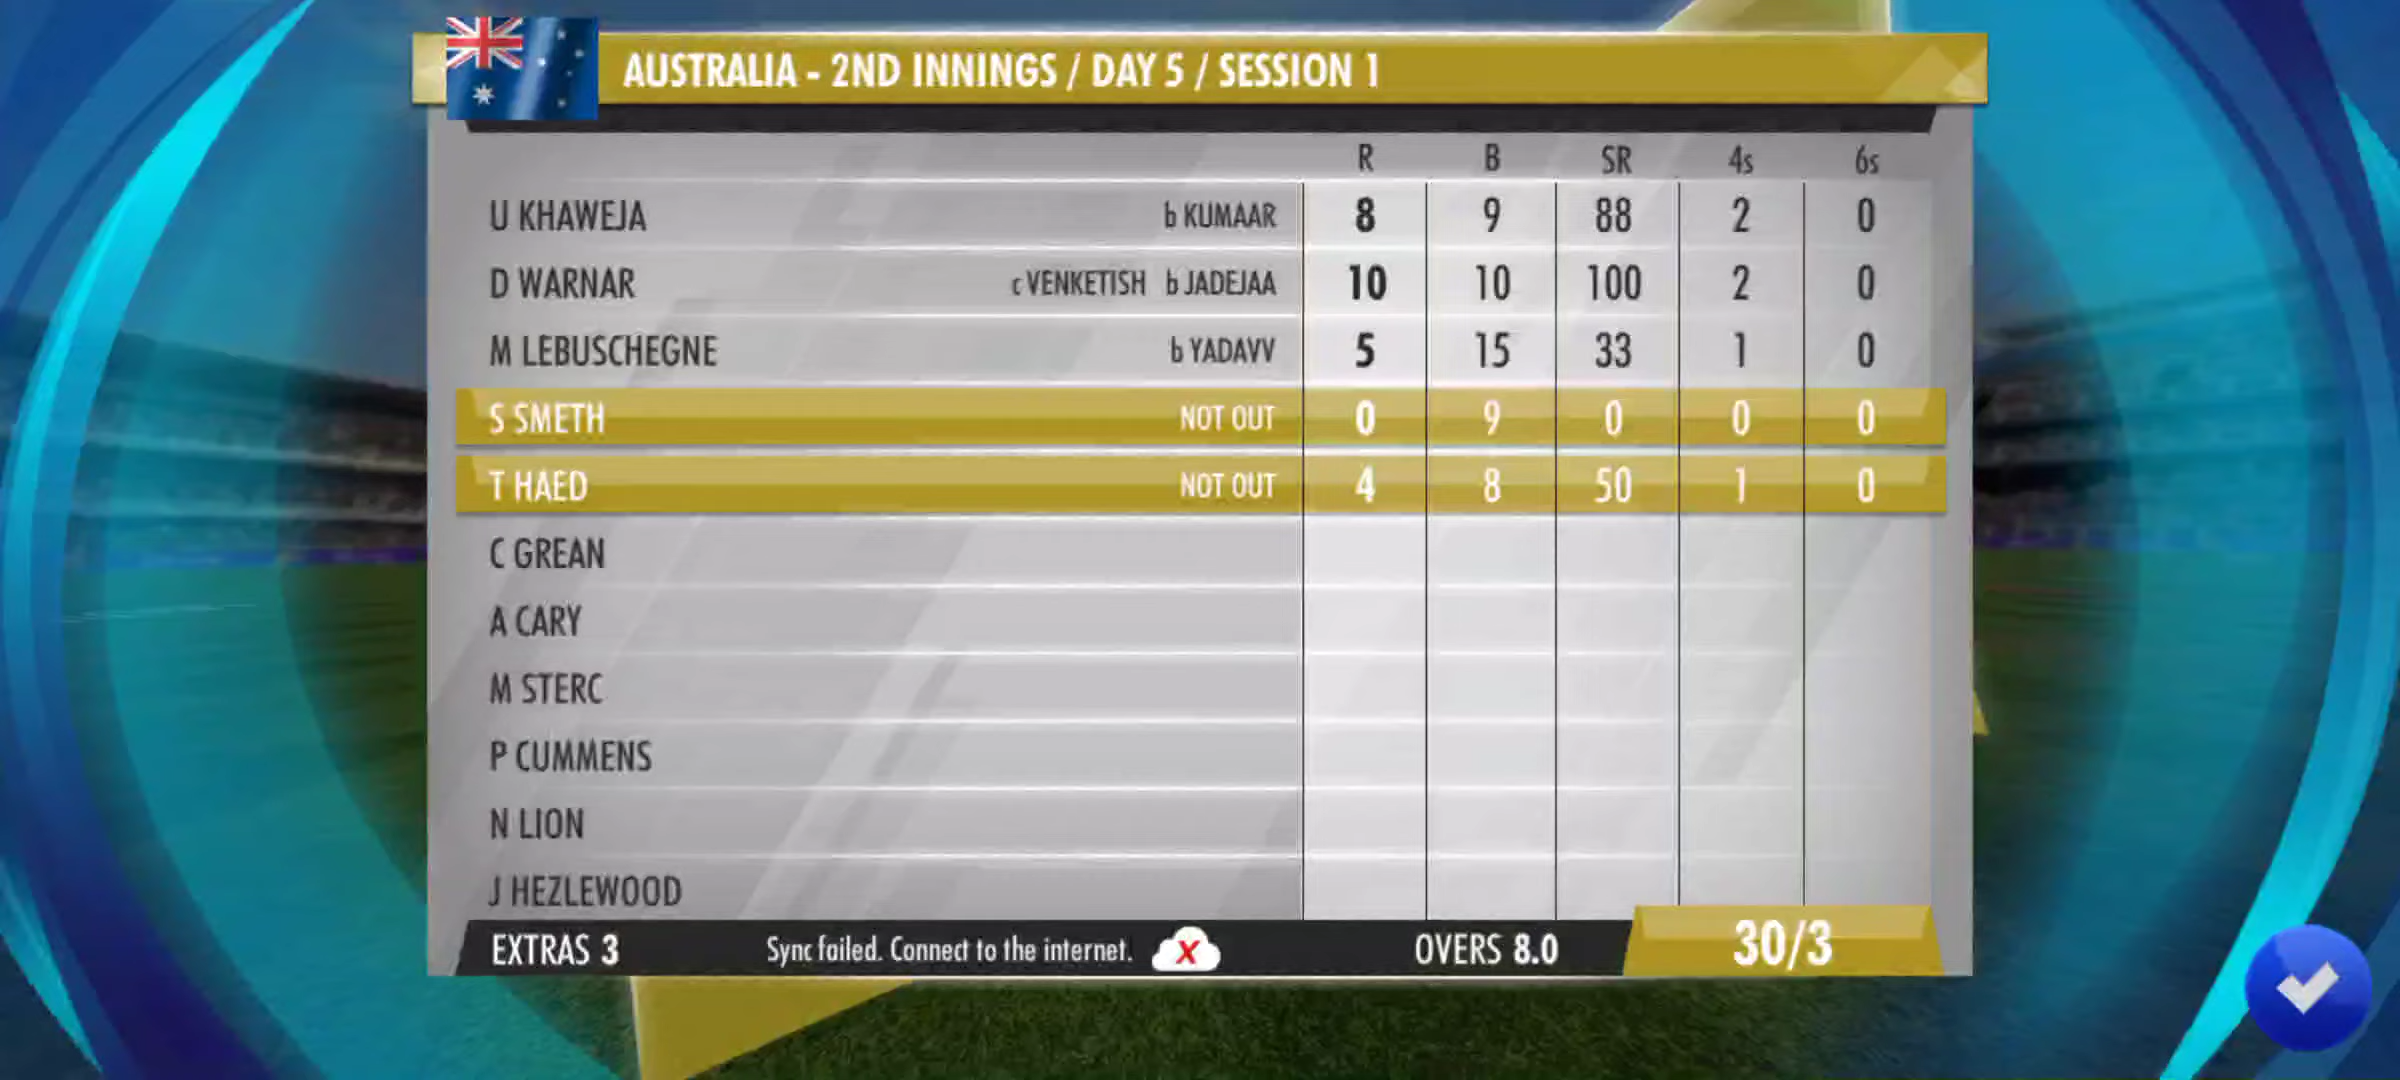 AUSTRALIA - 2ND INNINGS / DAY 5 / SESSION 1
R B SR 4s 6s
U KHAWEJA b KUMAAR 8 9 88 2 0
D WARNAR c VENKETISH b JADEJAA 10 10 100 2 0
M LEBUSCHEGNE b YADAVV 5 15 33 1 0
S SMETH NOT OUT 0 9 0 0 0
T HAED NOT OUT 4 8 50 1 0
C GREAN
A CARY
M STERC
P CUMMENS
N LION
J HEZLEWOOD
EXTRAS 3 Sync failed. Connect to the internet. X OVERS 8.0 30/3